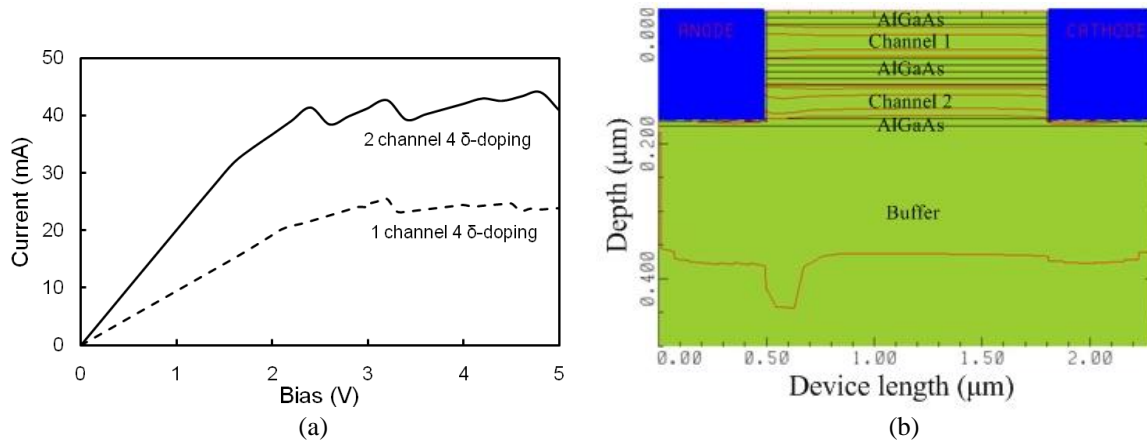 50
40
30
20
10
0
Current (mA)
2 channel 4 δ-doping
1 channel 4 δ-doping
0 1 2 3 4 5
Bias (V)
(a)
ANODE
CATHODE
AlGaAs
Channel 1
AlGaAs
Channel 2
AlGaAs
Buffer
0.000
0.200
0.400
Depth (μm)
0.00 0.50 1.00 1.50 2.00
Device length (μm)
(b)